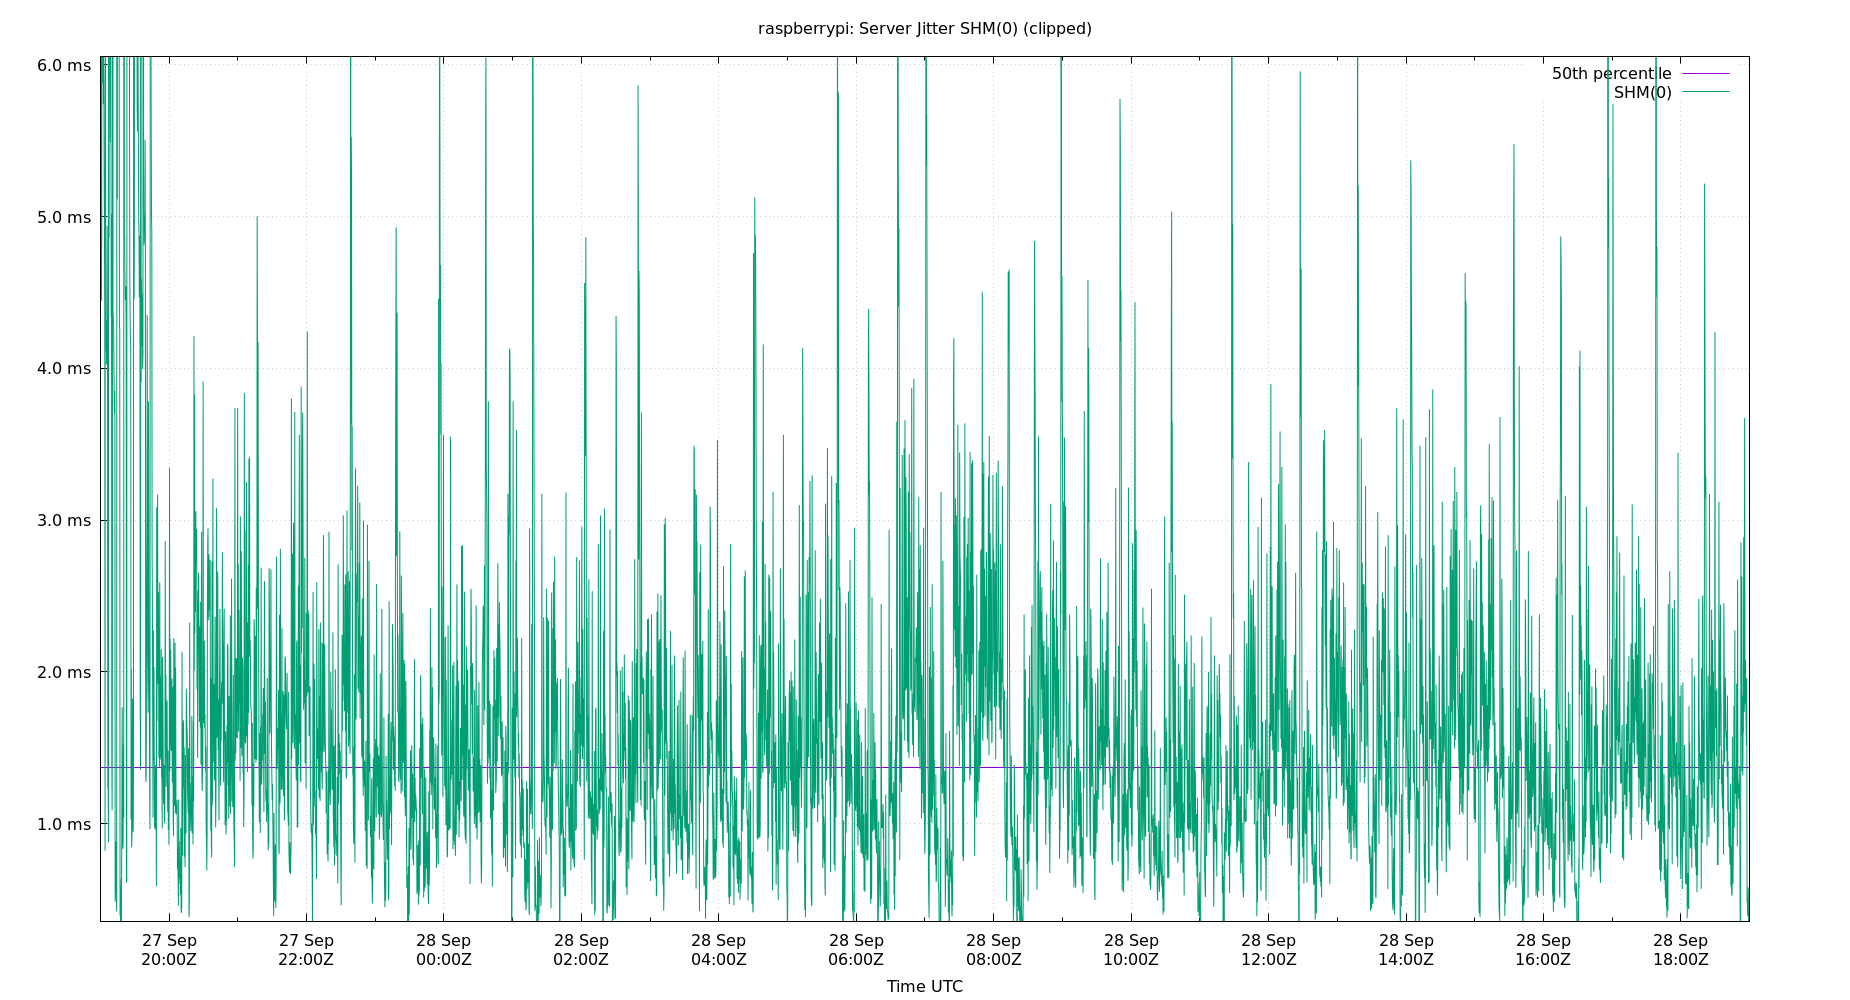 raspberrypi: Server Jitter SHM(0) (clipped)
6.0 ms
5.0 ms
4.0 ms
3.0 ms
2.0 ms
1.0 ms
50th percentile
SHM(0)
27 Sep 27 Sep 28 Sep 28 Sep 28 Sep 28 Sep 28 Sep 28 Sep 28 Sep 28 Sep 28 Sep 28 Sep
20:00Z 22:00Z 00:00Z 02:00Z 04:00Z 06:00Z 08:00Z 10:00Z 12:00Z 14:00Z 16:00Z 18:00Z
Time UTC